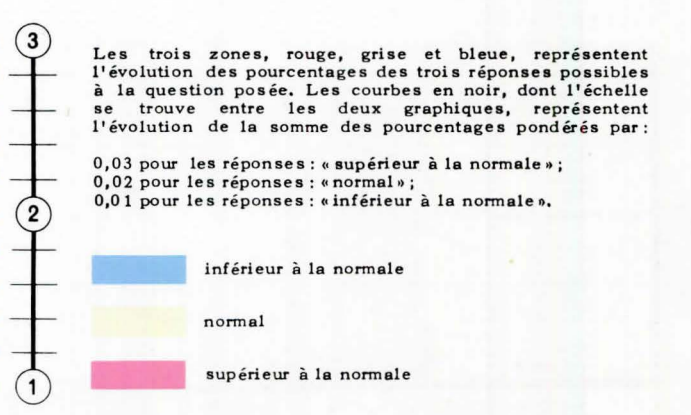 3
Les trois zones, rouge, grise et bleue, représentent
l'évolution des pourcentages des trois réponses possibles
à la question posée. Les courbes en noir, dont l'échelle
se trouve entre les deux graphiques, représentent
l'évolution de la somme des pourcentages pondérés par :
0,03 pour les réponses : « supérieur à la normale » ;
0,02 pour les réponses : « normal » ;
0,01 pour les réponses : « inférieur à la normale ».
2
inférieur à la normale
normal
supérieur à la normale
1